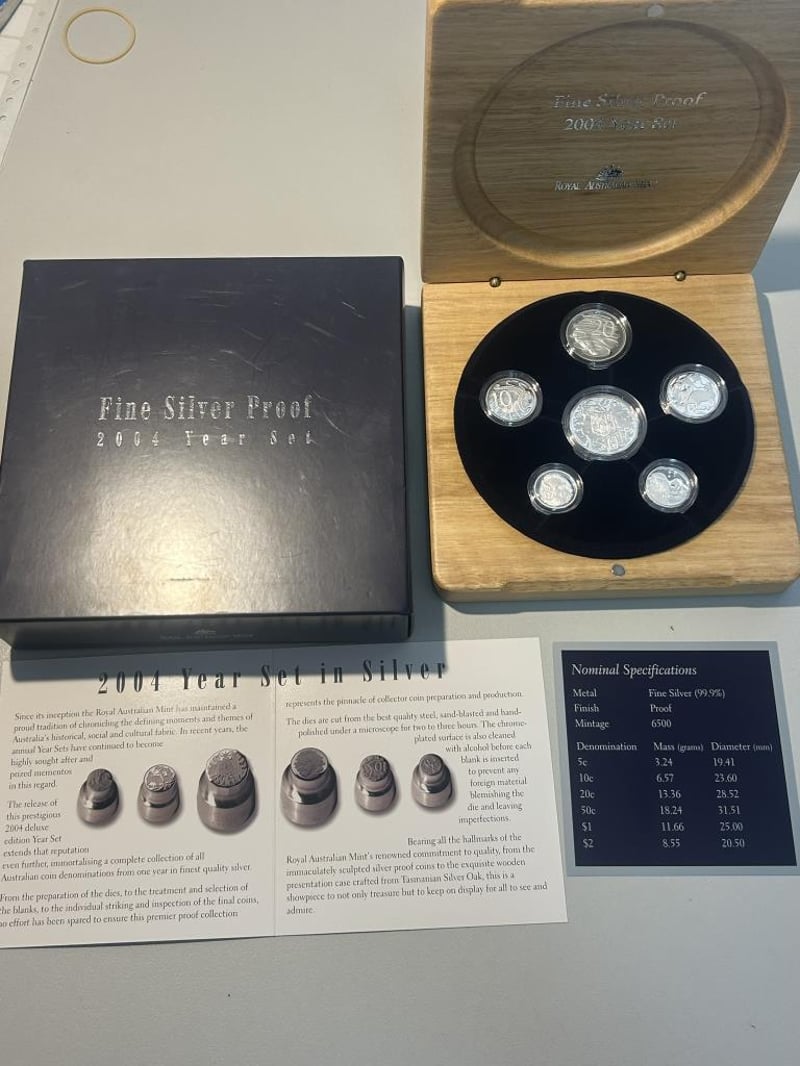 Fine Silver Proof
2004 Year Set
ROYAL AUSTRALIAN MINT
20
10
Fine Silver Proof
2004 Year Set
ROYAL AUSTRALIAN MINT
2004 Year Set in Silver
Since its inception the Royal Australian Mint has maintained a
proud tradition of chronicling the defining moments and themes of
Australia's historical, social and cultural fabric. In recent years, the
annual Year Sets have continued to become
highly sought after and
prized mementos
in this regard.
The release of
this prestigious
2004 deluxe
edition Year Set
extends that reputation
even further, immortalising a complete collection of all
Australian coin denominations from one year in finest quality silver.
From the preparation of the dies, to the treatment and selection of
the blanks, to the individual striking and inspection of the final coins,
no effort has been spared to ensure this premier proof collection
represents the pinnacle of collector coin preparation and production.
The dies are cut from the best quality steel, sand-blasted and hand-
polished under a microscope for two to three hours. The chrome-
plated surface is also cleaned
with alcohol before each
blank is inserted
to prevent any
foreign material
blemishing the
die and leaving
imperfections.
Bearing all the hallmarks of the
Royal Australian Mint's renowned commitment to quality, from the
immaculately sculpted silver proof coins to the exquisite wooden
presentation case crafted from Tasmanian Silver Oak, this is a
showpiece to not only treasure but to keep on display for all to see and
admire.
Nominal Specifications
Metal Fine Silver (99.9%)
Finish Proof
Mintage 6500
Denomination Mass (grams) Diameter (mm)
5c 3.24 19.41
10c 6.57 23.60
20c 13.36 28.52
50c 18.24 31.51
$1 11.66 25.00
$2 8.55 20.50